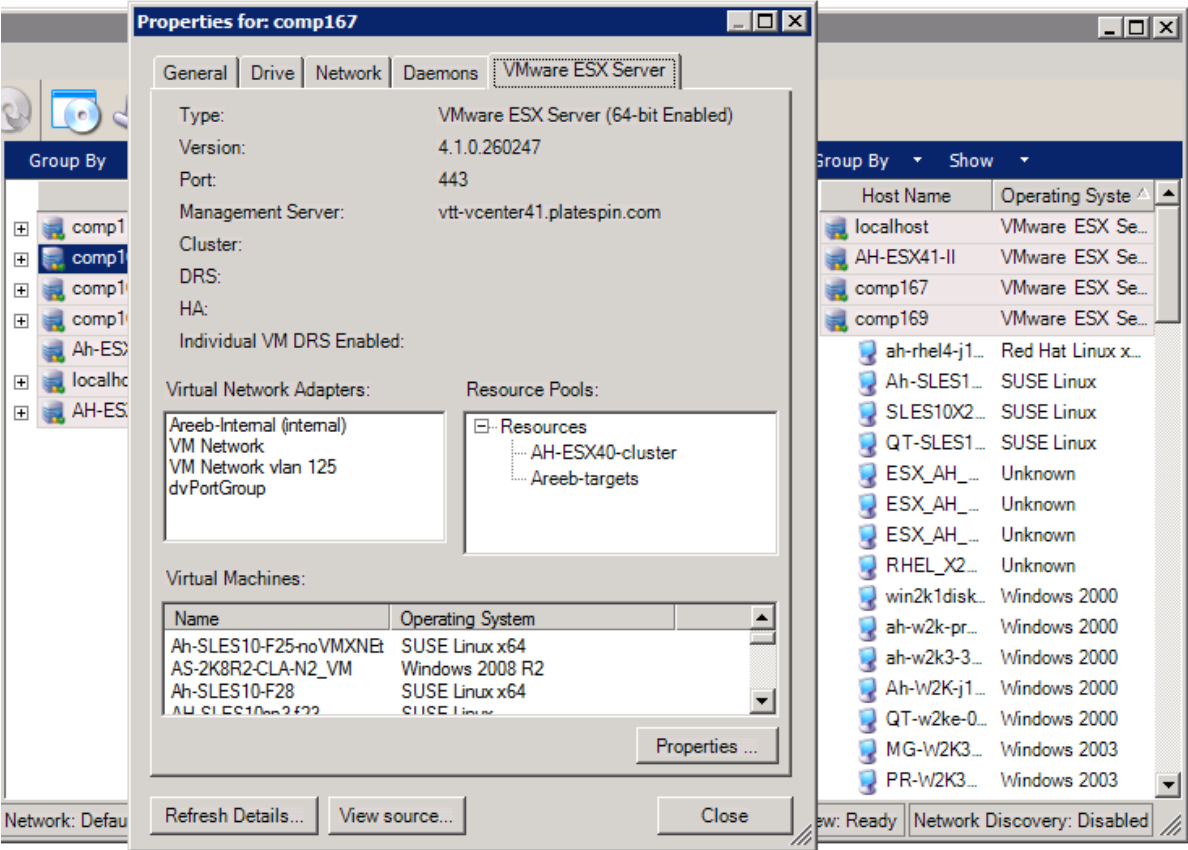 Properties for: comp167
General Drive Network Daemons VMware ESX Server
Type: VMware ESX Server (64-bit Enabled)
Version: 4.1.0.260247
Port: 443
Management Server: vtt-vcenter41.platespin.com
Cluster:
DRS:
HA:
Individual VM DRS Enabled:
Virtual Network Adapters:
Areeb-Internal (internal)
VM Network
VM Network vlan 125
dvPortGroup
Resource Pools:
Resources
AH-ESX40-cluster
Areeb-targets
Virtual Machines:
Name Operating System
Ah-SLES10-F25-noVMXNEt SUSE Linux x64
AS-2K8R2-CLA-N2_VM Windows 2008 R2
Ah-SLES10-F28 SUSE Linux x64
AH-SLES10sp3.f23 SUSE Linux
Properties ...
Refresh Details... View source... Close
Group By
comp1
comp1
comp1
comp1
Ah-ESX
localho
AH-ES
Network: Defau
Group By Show
Host Name Operating Syste
localhost VMware ESX Se...
AH-ESX41-II VMware ESX Se...
comp167 VMware ESX Se...
comp169 VMware ESX Se...
ah-rhel4-j1... Red Hat Linux x...
Ah-SLES1... SUSE Linux
SLES10X2... SUSE Linux
QT-SLES1... SUSE Linux
ESX_AH_... Unknown
ESX_AH_... Unknown
ESX_AH_... Unknown
RHEL_X2... Unknown
win2k1disk... Windows 2000
ah-w2k-pr... Windows 2000
ah-w2k3-3... Windows 2000
Ah-W2K-j1... Windows 2000
QT-w2ke-0... Windows 2000
MG-W2K3... Windows 2003
PR-W2K3... Windows 2003
ew: Ready Network Discovery: Disabled